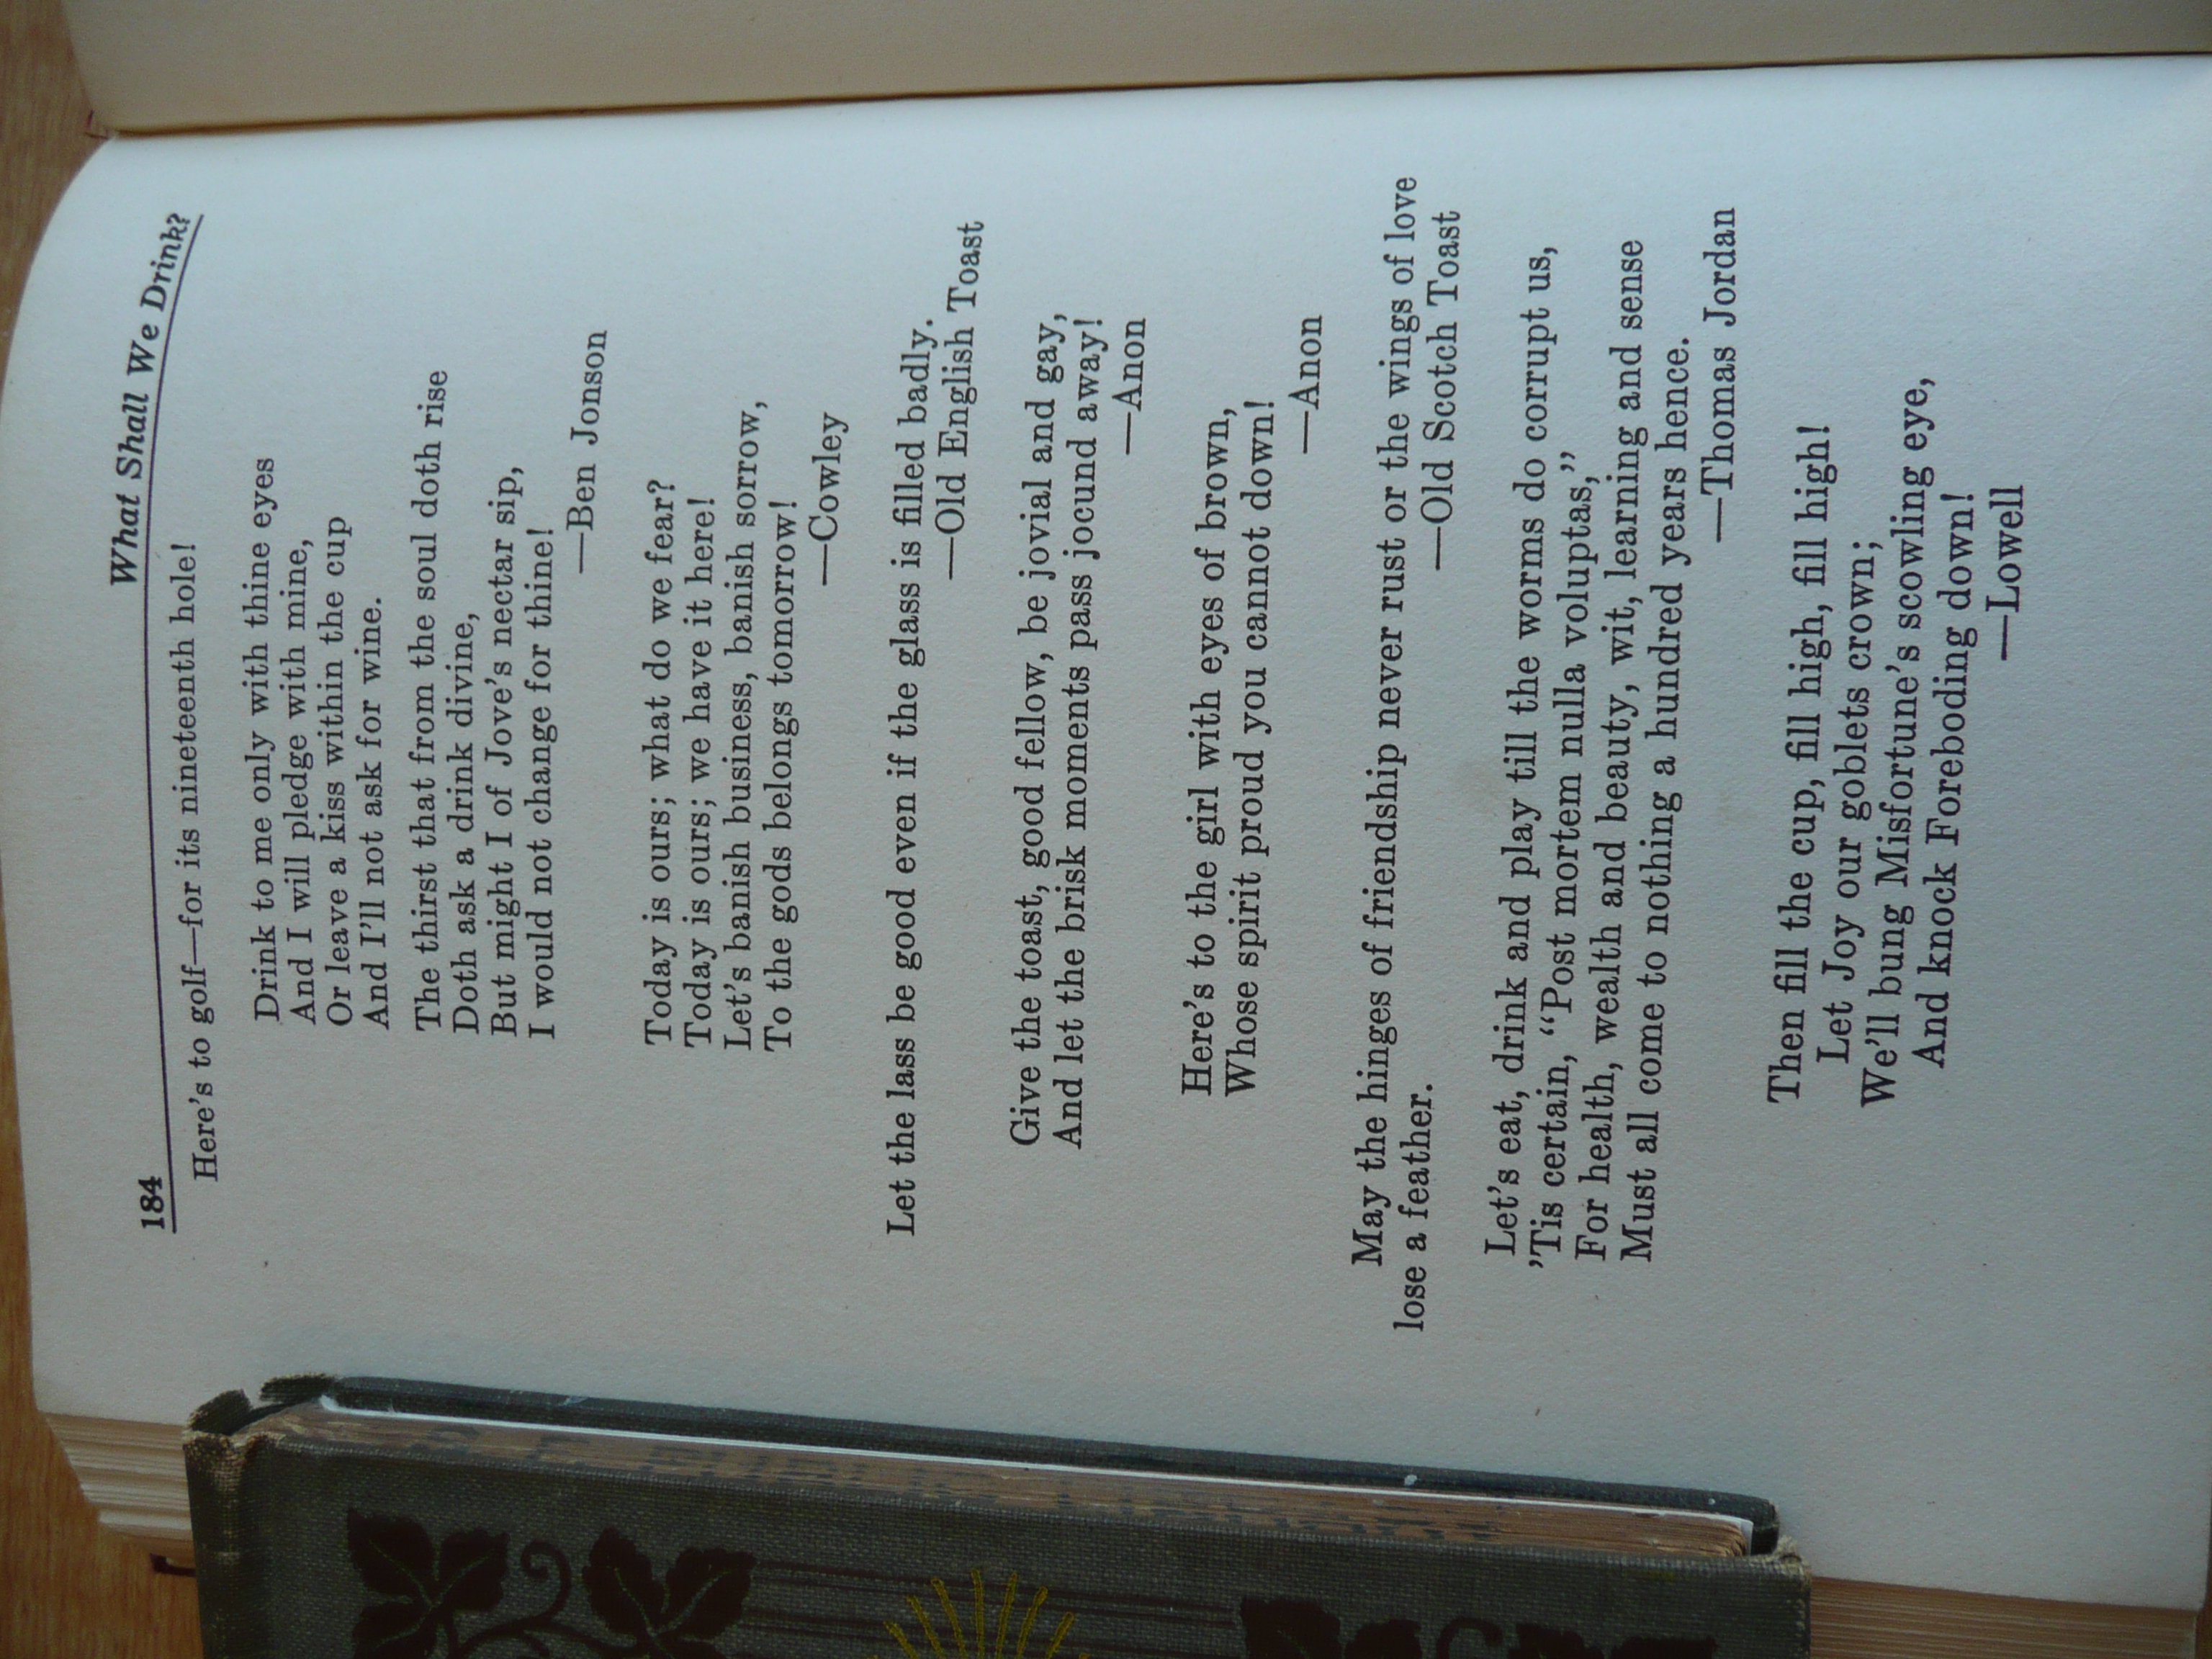 184 What Shall We Drink?
Here's to golf—for its nineteenth hole!
Drink to me only with thine eyes
And I will pledge with mine,
Or leave a kiss within the cup
And I'll not ask for wine.
The thirst that from the soul doth rise
Doth ask a drink divine,
But might I of Jove's nectar sip,
I would not change for thine!
—Ben Jonson
Today is ours; what do we fear?
Today is ours; we have it here!
Let's banish business, banish sorrow,
To the gods belongs tomorrow!
—Cowley
Let the lass be good even if the glass is filled badly.
—Old English Toast
Give the toast, good fellow, be jovial and gay,
And let the brisk moments pass jocund away!
—Anon
Here's to the girl with eyes of brown,
Whose spirit proud you cannot down!
—Anon
May the hinges of friendship never rust or the wings of love
lose a feather.
—Old Scotch Toast
Let's eat, drink and play till the worms do corrupt us,
’Tis certain, “Post mortem nulla voluptas,”
For health, wealth and beauty, wit, learning and sense
Must all come to nothing a hundred years hence.
—Thomas Jordan
Then fill the cup, fill high, fill high!
Let Joy our goblets crown;
We'll bung Misfortune's scowling eye,
And knock Foreboding down!
—Lowell